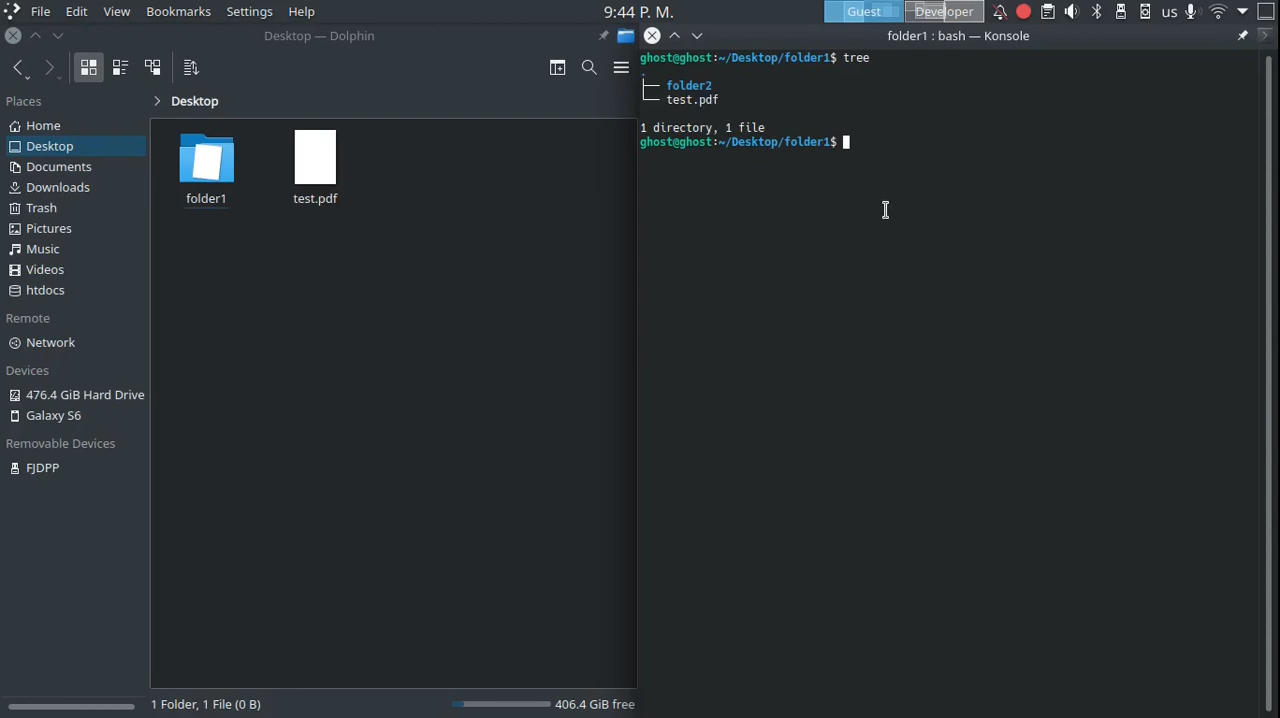 File Edit View Bookmarks Settings Help
9:44 P. M.
Guest Developer us
Desktop — Dolphin
folder1 : bash — Konsole
Places
Home
Desktop
Documents
Downloads
Trash
Pictures
Music
Videos
htdocs
Remote
Network
Devices
476.4 GiB Hard Drive
Galaxy S6
Removable Devices
FJDPP
Desktop
folder1
test.pdf
1 Folder, 1 File (0 B)
406.4 GiB free
ghost@ghost:~/Desktop/folder1$ tree
.
├── folder2
└── test.pdf
1 directory, 1 file
ghost@ghost:~/Desktop/folder1$